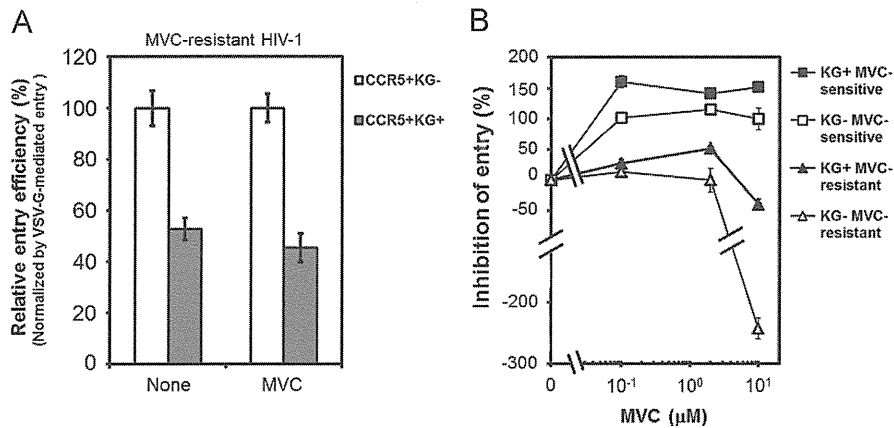 A
MVC-resistant HIV-1
Relative entry efficiency (%)
(Normalized by VSV-G-mediated entry )
120
100
80
60
40
20
0
None
MVC
CCR5+KG-
CCR5+KG+
B
Inhibition of entry (%)
200
150
100
50
0
-50
-200
-300
0
10-1
100
101
MVC (µM)
KG+ MVC-
sensitive
KG- MVC-
sensitive
KG+ MVC-
resistant
KG- MVC-
resistant